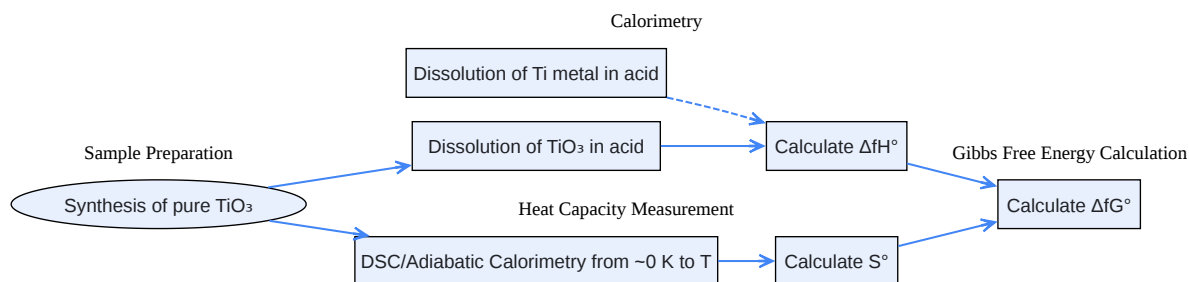 Calorimetry
Dissolution of Ti metal in acid
Sample Preparation
Dissolution of TiO₃ in acid
Calculate ΔfH°
Gibbs Free Energy Calculation
Synthesis of pure TiO₃
Heat Capacity Measurement
Calculate ΔfG°
DSC/Adiabatic Calorimetry from ~0 K to T
Calculate S°